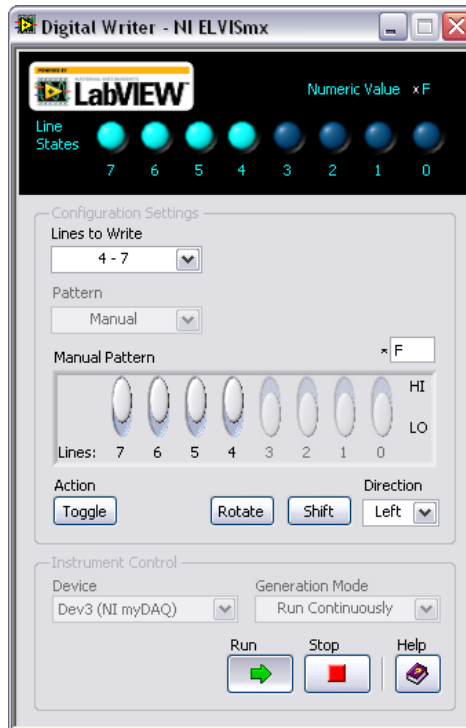 Digital Writer - NI ELVISmx
LabVIEW
Numeric Value x F
Line
States
7 6 5 4 3 2 1 0
Configuration Settings
Lines to Write
4 - 7
Pattern
Manual
Manual Pattern
x F
HI
LO
Lines: 7 6 5 4 3 2 1 0
Action
Direction
Toggle
Rotate
Shift
Left
Instrument Control
Device
Generation Mode
Dev3 (NI myDAQ)
Run Continuously
Run
Stop
Help